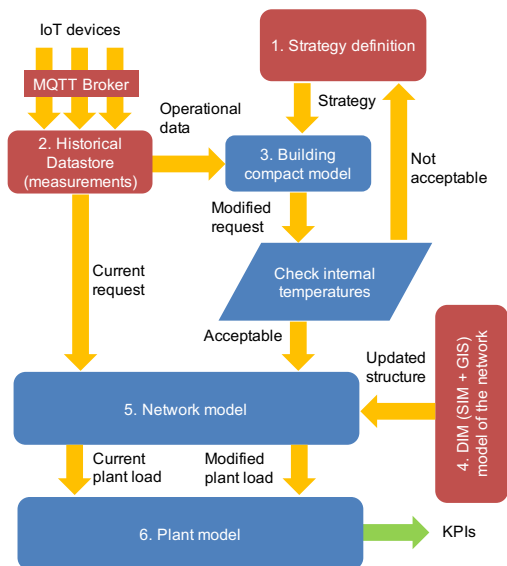 IoT devices
MQTT Broker
1. Strategy definition
Strategy
Operational
data
2. Historical
Datastore
(measurements)
3. Building
compact model
Not
acceptable
Modified
request
Check internal
temperatures
Current
request
Acceptable
Updated
structure
4. DIM (SIM + GIS)
model of the network
5. Network model
Current
plant load
Modified
plant load
6. Plant model
KPIs